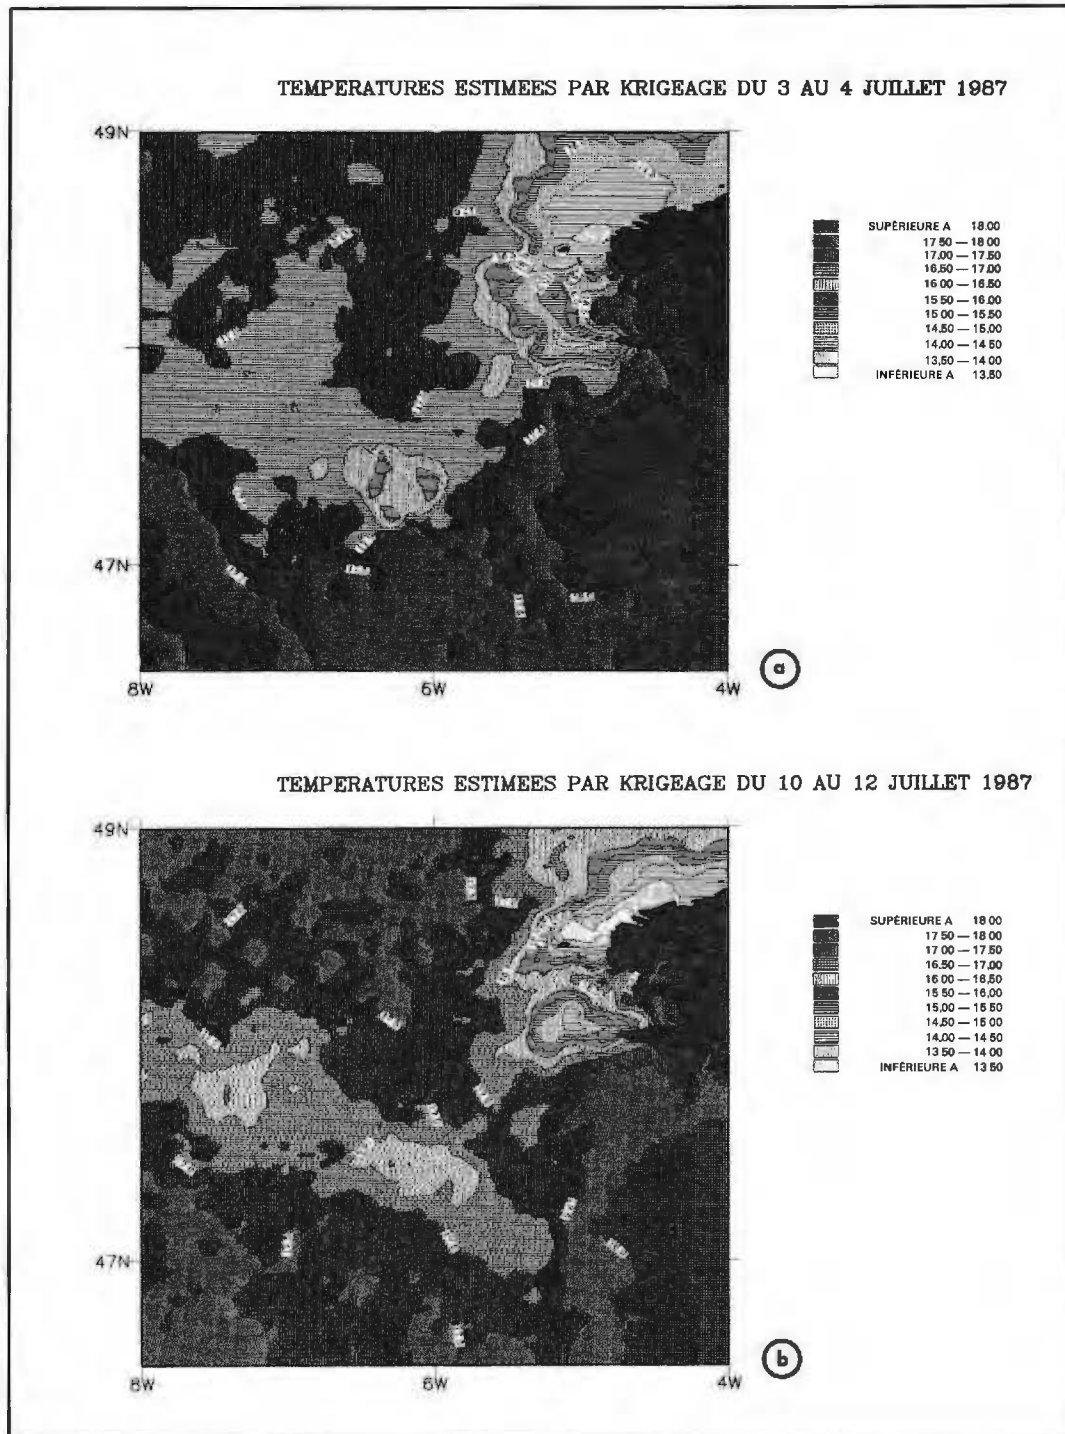 TEMPERATURES ESTIMEES PAR KRIGEAGE DU 3 AU 4 JUILLET 1987
49N
SUPÉRIEURE A 18.00
17 50 — 18 00
17.00 — 17.50
16,50 — 17.00
16 00 — 16,50
15 50 — 16.00
15 00 — 15,50
14,50 — 15,00
14.00 — 14 50
13,50 — 14 00
INFÉRIEURE A 13,50
47N
8W
6W
4W
a
TEMPERATURES ESTIMEES PAR KRIGEAGE DU 10 AU 12 JUILLET 1987
49N
SUPÉRIEURE A 18 00
17 50 — 18 00
17 00 — 17.50
16,50 — 17,00
16 00 — 16,50
15 50 — 16,00
15,00 — 15,50
14,50 — 15 00
14,00 — 14 50
13 50 — 14 00
INFÉRIEURE A 13 50
47N
8W
6W
4W
b